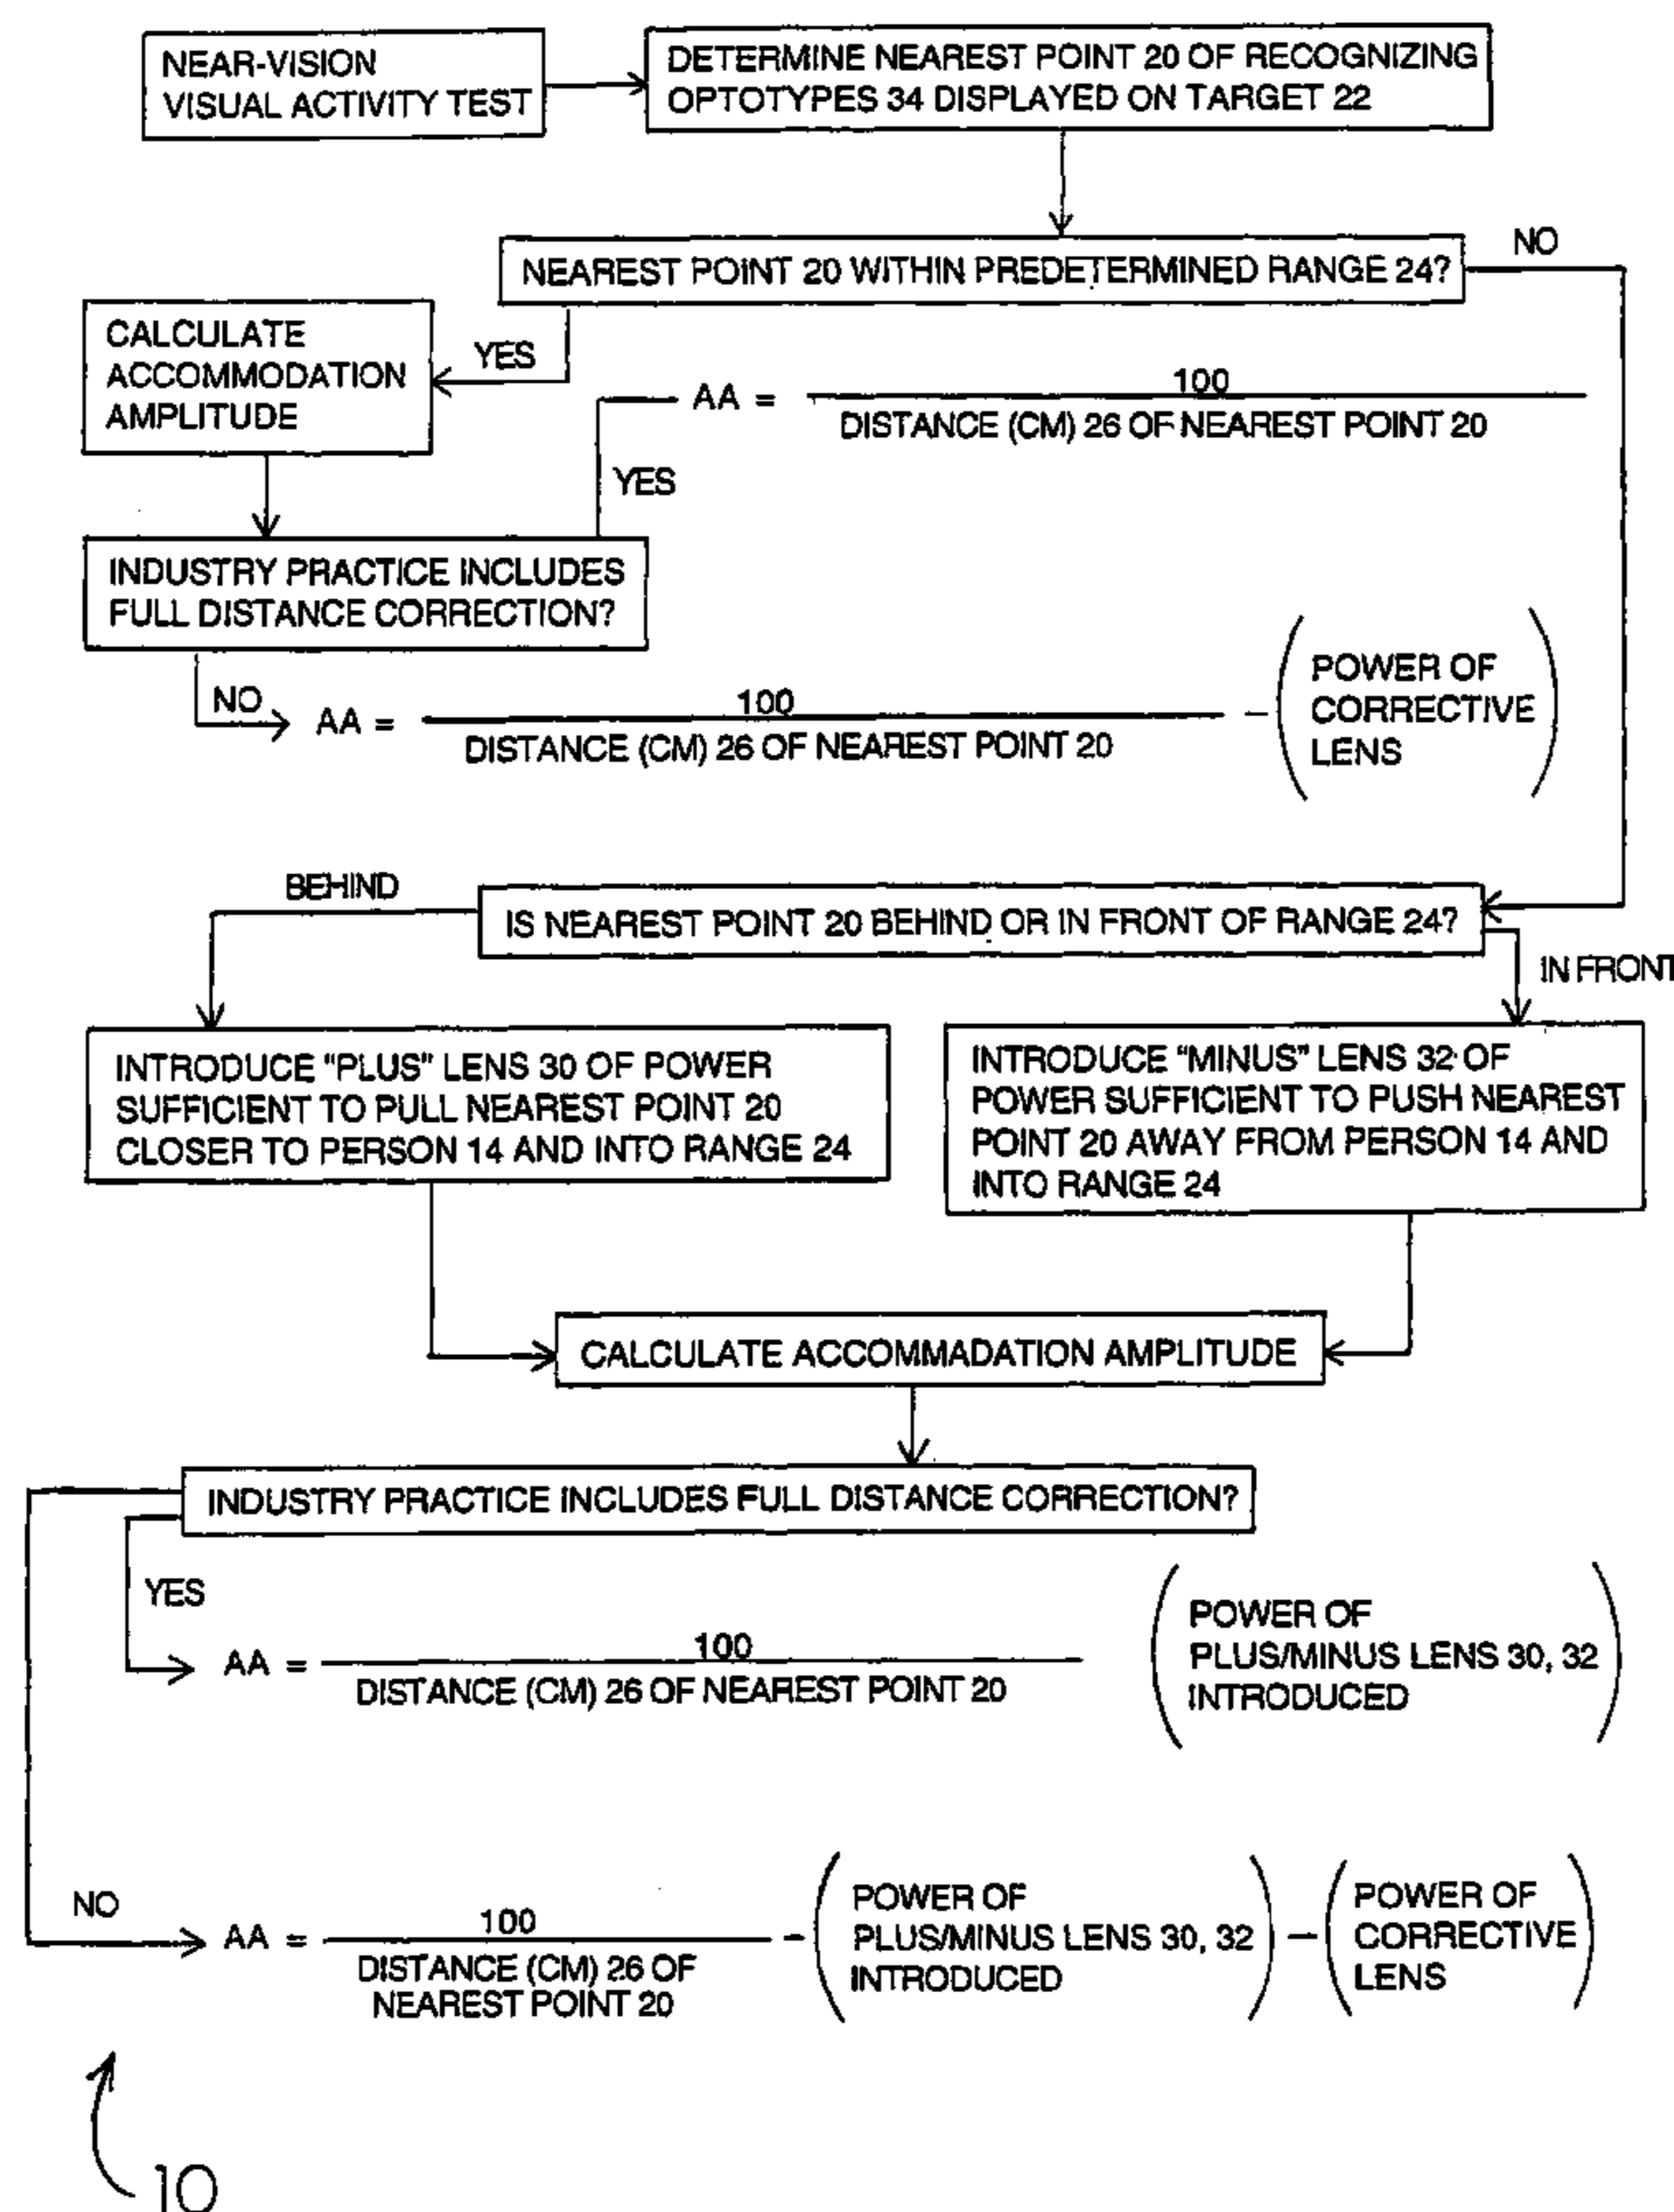 NEAR-VISION
VISUAL ACTIVITY TEST
DETERMINE NEAREST POINT 20 OF RECOGNIZING
OPTOTYPES 34 DISPLAYED ON TARGET 22
NEAREST POINT 20 WITHIN PREDETERMINED RANGE 24?
NO
YES
CALCULATE
ACCOMMODATION
AMPLITUDE
INDUSTRY PRACTICE INCLUDES
FULL DISTANCE CORRECTION?
YES
AA =
100
DISTANCE (CM) 26 OF NEAREST POINT 20
NO
AA =
100
DISTANCE (CM) 26 OF NEAREST POINT 20
– (
POWER OF
CORRECTIVE
LENS
)
IS NEAREST POINT 20 BEHIND OR IN FRONT OF RANGE 24?
BEHIND
IN FRONT
INTRODUCE "PLUS" LENS 30 OF POWER
SUFFICIENT TO PULL NEAREST POINT 20
CLOSER TO PERSON 14 AND INTO RANGE 24
INTRODUCE "MINUS" LENS 32 OF
POWER SUFFICIENT TO PUSH NEAREST
POINT 20 AWAY FROM PERSON 14 AND
INTO RANGE 24
CALCULATE ACCOMMADATION AMPLITUDE
INDUSTRY PRACTICE INCLUDES FULL DISTANCE CORRECTION?
YES
AA =
100
DISTANCE (CM) 26 OF NEAREST POINT 20
(
POWER OF
PLUS/MINUS LENS 30, 32
INTRODUCED
)
NO
AA =
100
DISTANCE (CM) 26 OF
NEAREST POINT 20
– (
POWER OF
PLUS/MINUS LENS 30, 32
INTRODUCED
) – (
POWER OF
CORRECTIVE
LENS
)
10